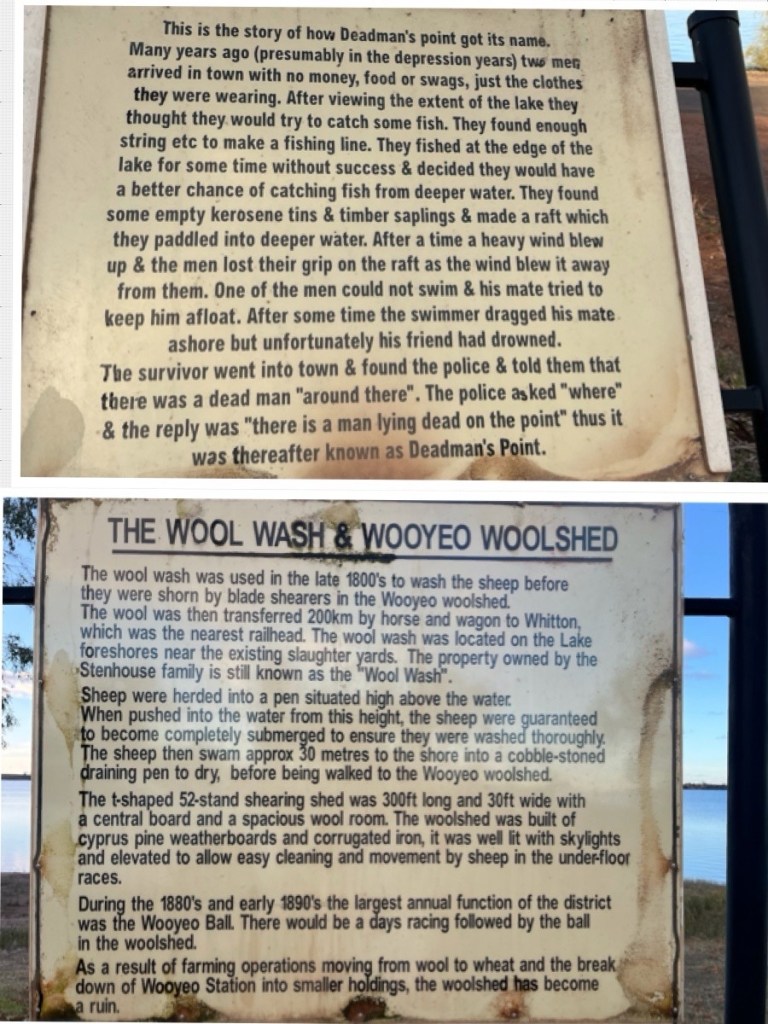 This is the story of how Deadman's point got its name.
Many years ago (presumably in the depression years) two men
arrived in town with no money, food or swags, just the clothes
they were wearing. After viewing the extent of the lake they
thought they would try to catch some fish. They found enough
string etc to make a fishing line. They fished at the edge of the
lake for some time without success & decided they would have
a better chance of catching fish from deeper water. They found
some empty kerosene tins & timber saplings & made a raft which
they paddled into deeper water. After a time a heavy wind blew
up & the men lost their grip on the raft as the wind blew it away
from them. One of the men could not swim & his mate tried to
keep him afloat. After some time the swimmer dragged his mate
ashore but unfortunately his friend had drowned.
The survivor went into town & found the police & told them that
there was a dead man "around there". The police asked "where"
& the reply was "there is a man lying dead on the point" thus it
was thereafter known as Deadman's Point.
THE WOOL WASH & WOOYEO WOOLSHED
The wool wash was used in the late 1800's to wash the sheep before
they were shorn by blade shearers in the Wooyeo woolshed.
The wool was then transferred 200km by horse and wagon to Whitton,
which was the nearest railhead. The wool wash was located on the Lake
foreshores near the existing slaughter yards. The property owned by the
Stenhouse family is still known as the "Wool Wash".
Sheep were herded into a pen situated high above the water.
When pushed into the water from this height, the sheep were guaranteed
to become completely submerged to ensure they were washed thoroughly.
The sheep then swam approx 30 metres to the shore into a cobble-stoned
draining pen to dry, before being walked to the Wooyeo woolshed.
The t-shaped 52-stand shearing shed was 300ft long and 30ft wide with
a central board and a spacious wool room. The woolshed was built of
cyprus pine weatherboards and corrugated iron, it was well lit with skylights
and elevated to allow easy cleaning and movement by sheep in the under-floor
races.
During the 1880's and early 1890's the largest annual function of the district
was the Wooyeo Ball. There would be a days racing followed by the ball
in the woolshed.
As a result of farming operations moving from wool to wheat and the break
down of Wooyeo Station into smaller holdings, the woolshed has become
a ruin.